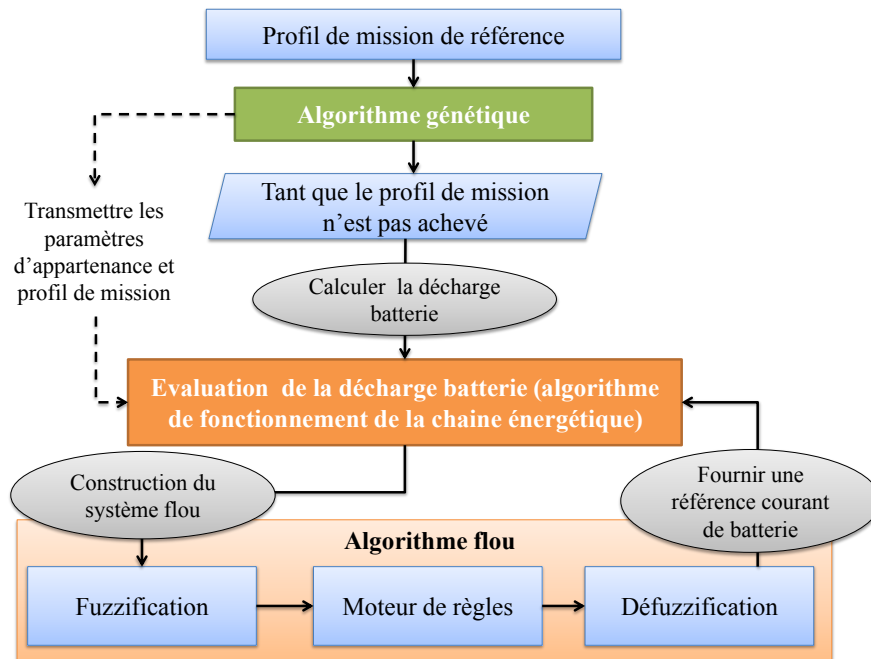 Profil de mission de référence
Algorithme génétique
Tant que le profil de mission
n'est pas achevé
Transmettre les
paramètres
d'appartenance et
profil de mission
Calculer la décharge
batterie
Evaluation de la décharge batterie (algorithme
de fonctionnement de la chaine énergétique)
Construction du
système flou
Fournir une
référence courant
de batterie
Algorithme flou
Fuzzification
Moteur de règles
Défuzzification